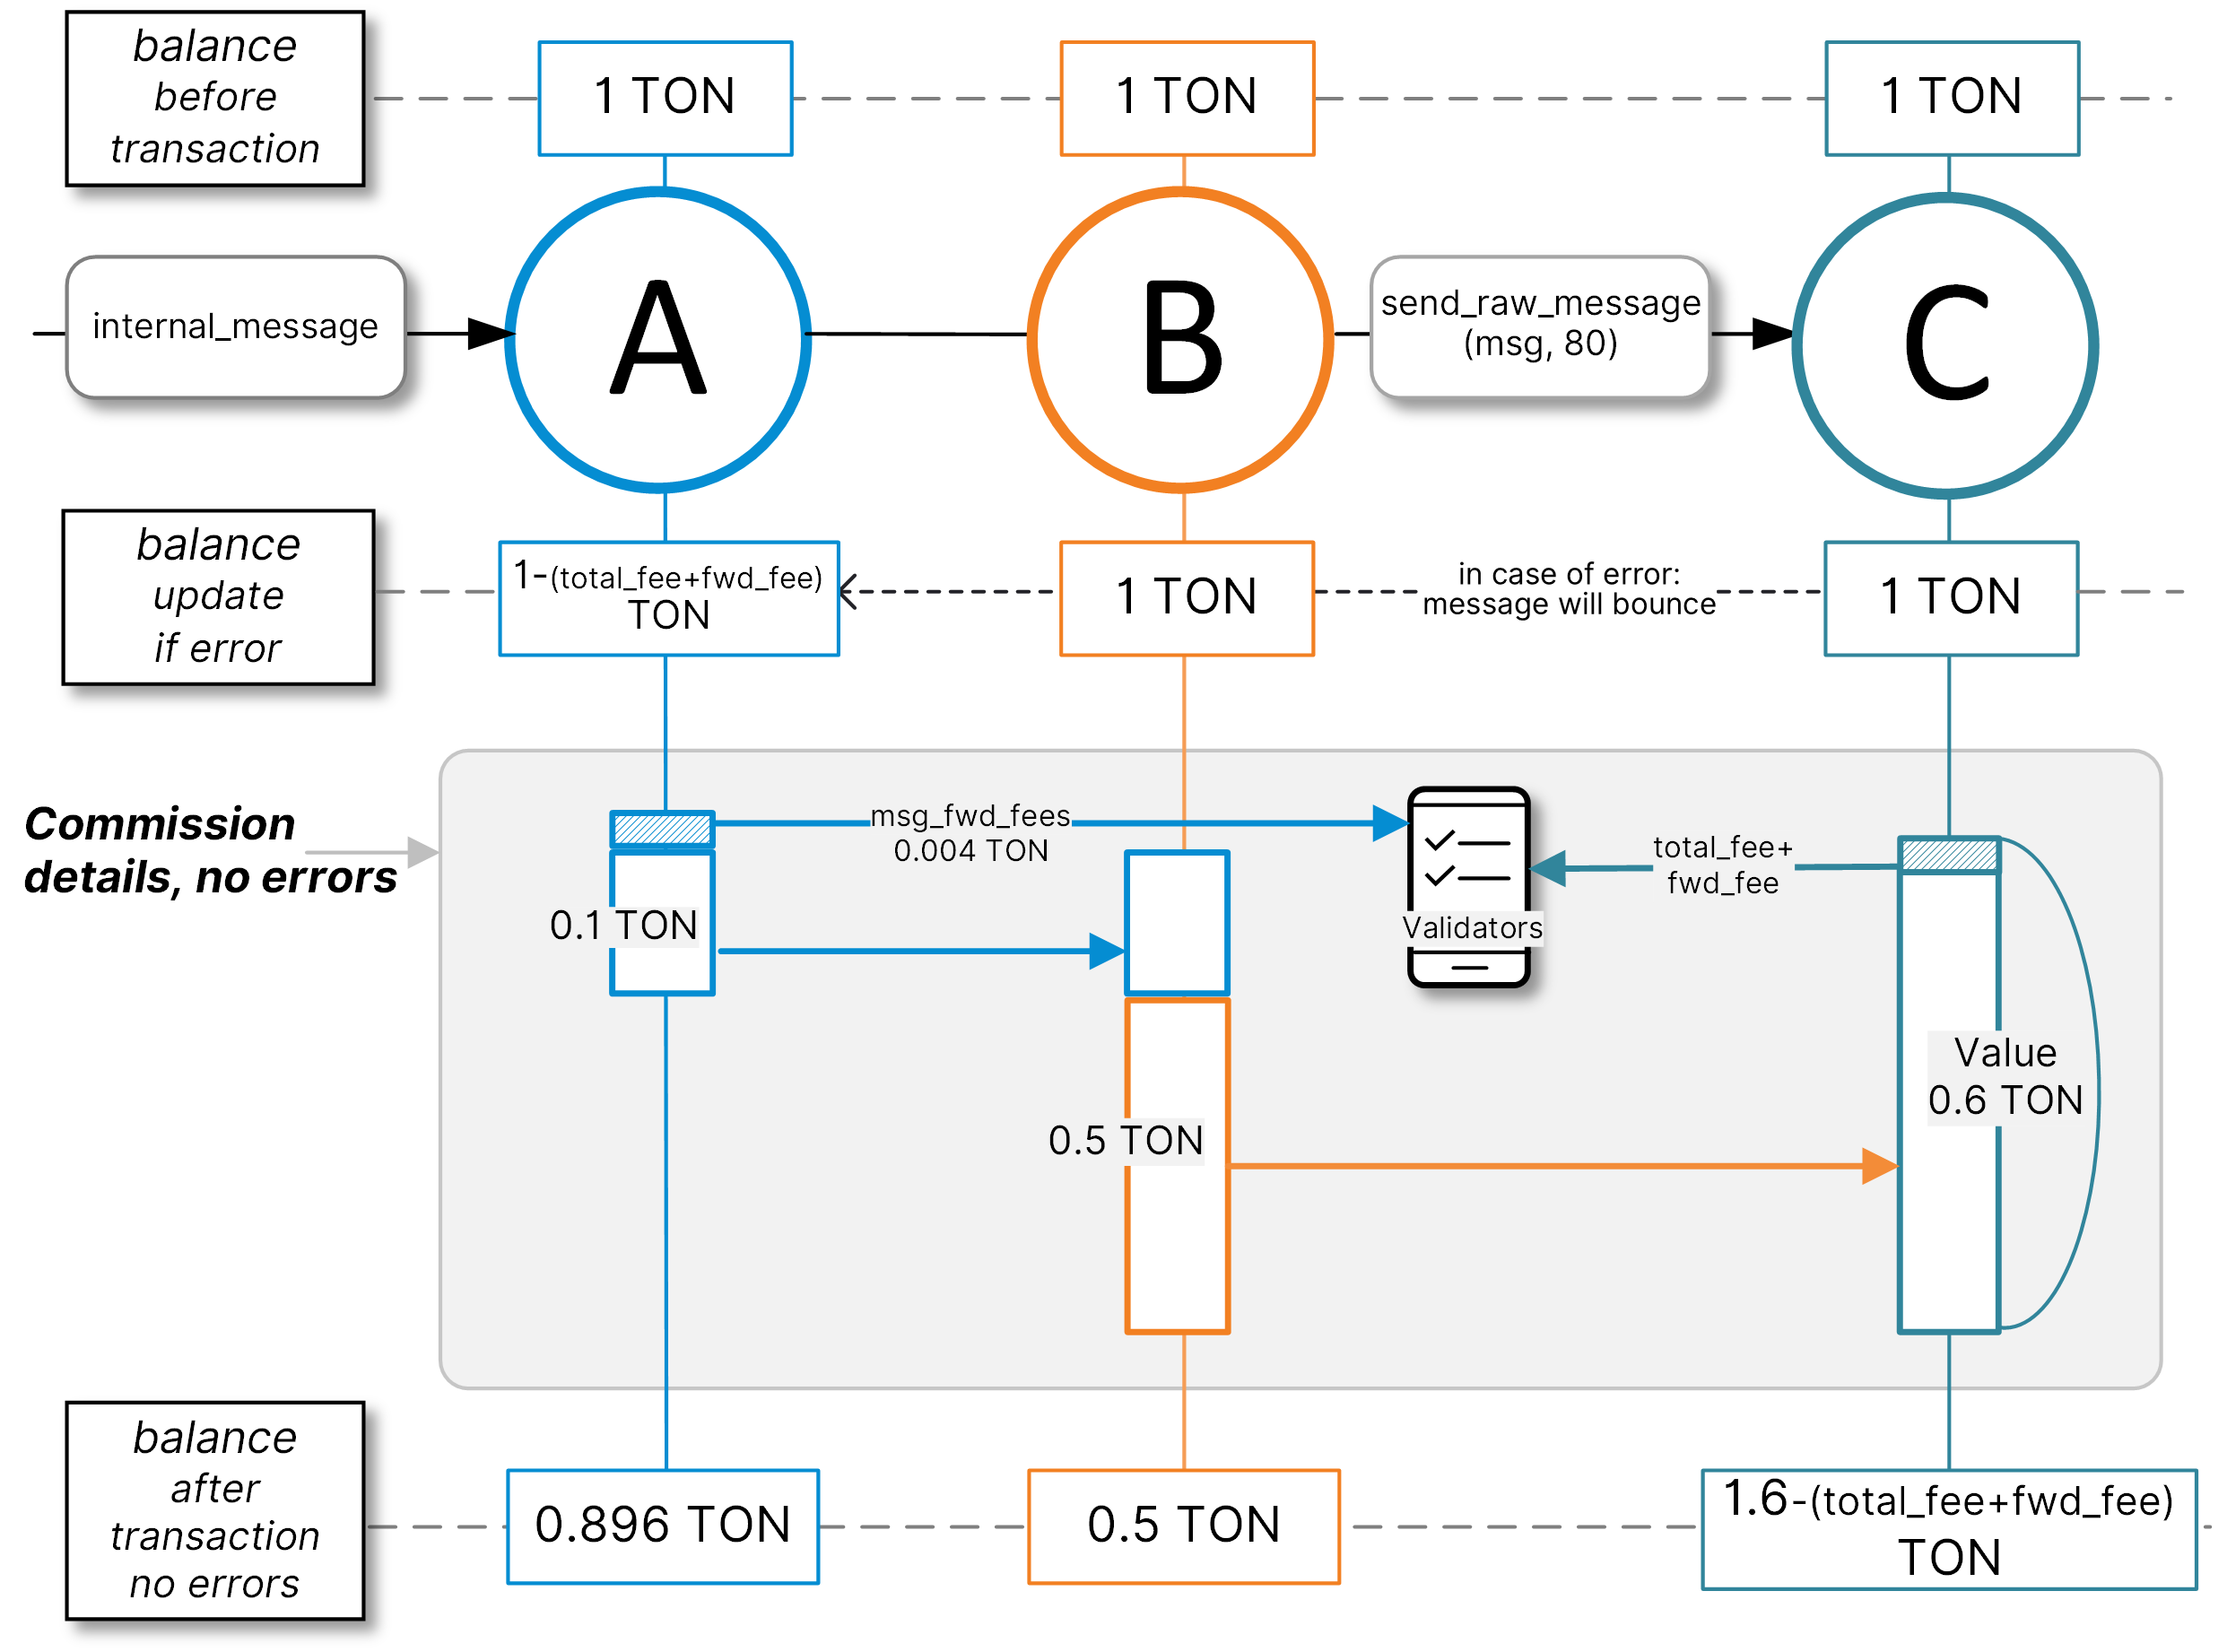 balance
before
transaction
1 TON
1 TON
1 TON
internal_message
A
B
send_raw_message
(msg, 80)
C
balance
update
if error
1-(total_fee+fwd_fee)
TON
1 TON
in case of error:
message will bounce
1 TON
Commission
details, no errors
msg_fwd_fees
0.004 TON
total_fee+
fwd_fee
0.1 TON
Validators
Value
0.6 TON
0.5 TON
balance
after
transaction
no errors
0.896 TON
0.5 TON
1.6-(total_fee+fwd_fee)
TON